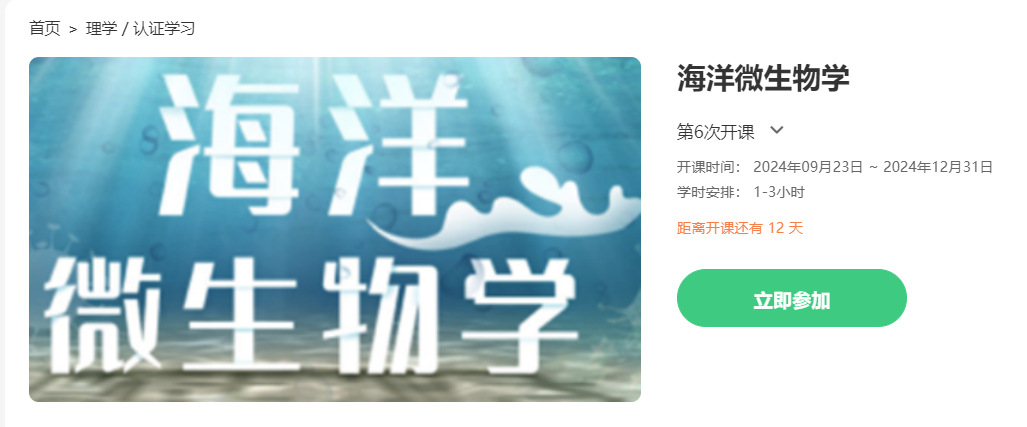 首页 > 理学 / 认证学习
海洋
微生物学
海洋微生物学
第6次开课
开课时间： 2024年09月23日 ~ 2024年12月31日
学时安排： 1-3小时
距离开课还有 12 天
立即参加